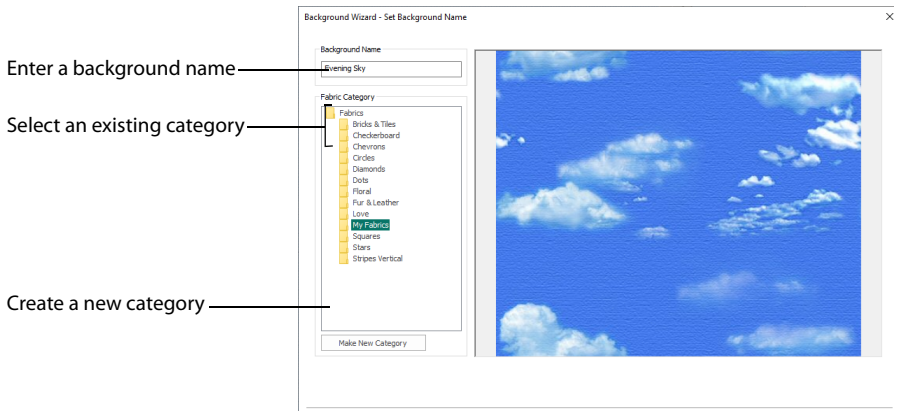 Background Wizard - Set Background Name
Background Name
Enter a background name
Evening Sky
Fabric Category
Select an existing category
Fabrics
Bricks & Tiles
Checkerboard
Chevrons
Circles
Diamonds
Dots
Floral
Fur & Leather
Love
My Fabrics
Squares
Stars
Stripes Vertical
Create a new category
Make New Category